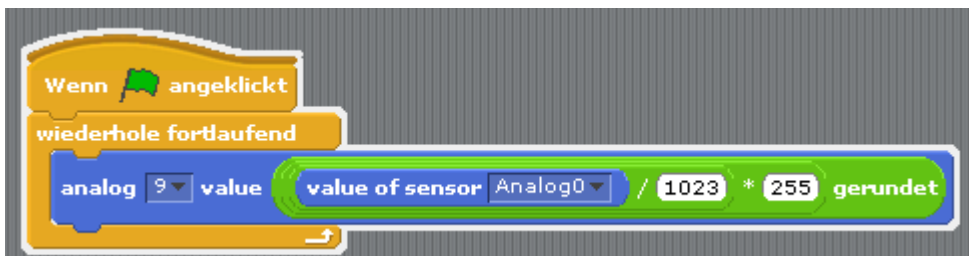 Wenn angeklickt
wiederhole fortlaufend
analog 9 value value of sensor Analog0 / 1023 * 255 gerundet